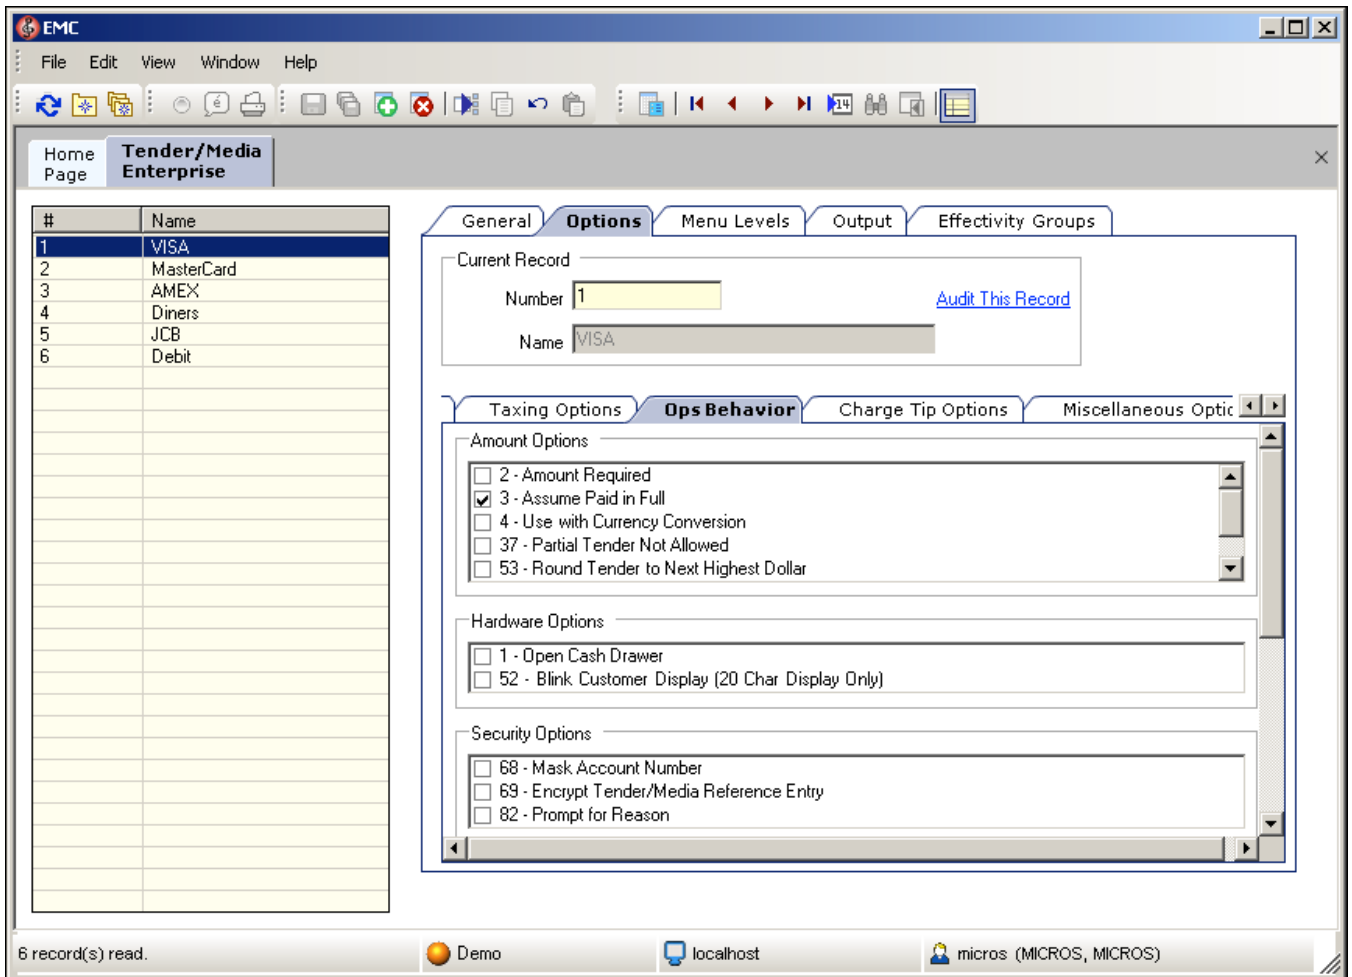 EMC
File Edit View Window Help
14
Home Page
Tender/Media Enterprise
# Name
1 VISA
2 MasterCard
3 AMEX
4 Diners
5 JCB
6 Debit
General Options Menu Levels Output Effectivity Groups
Current Record
Number 1 Audit This Record
Name VISA
Taxing Options Ops Behavior Charge Tip Options Miscellaneous Optic
Amount Options
2 - Amount Required
3 - Assume Paid in Full
4 - Use with Currency Conversion
37 - Partial Tender Not Allowed
53 - Round Tender to Next Highest Dollar
Hardware Options
1 - Open Cash Drawer
52 - Blink Customer Display (20 Char Display Only)
Security Options
68 - Mask Account Number
69 - Encrypt Tender/Media Reference Entry
82 - Prompt for Reason
6 record(s) read. Demo localhost micros (MICROS, MICROS)